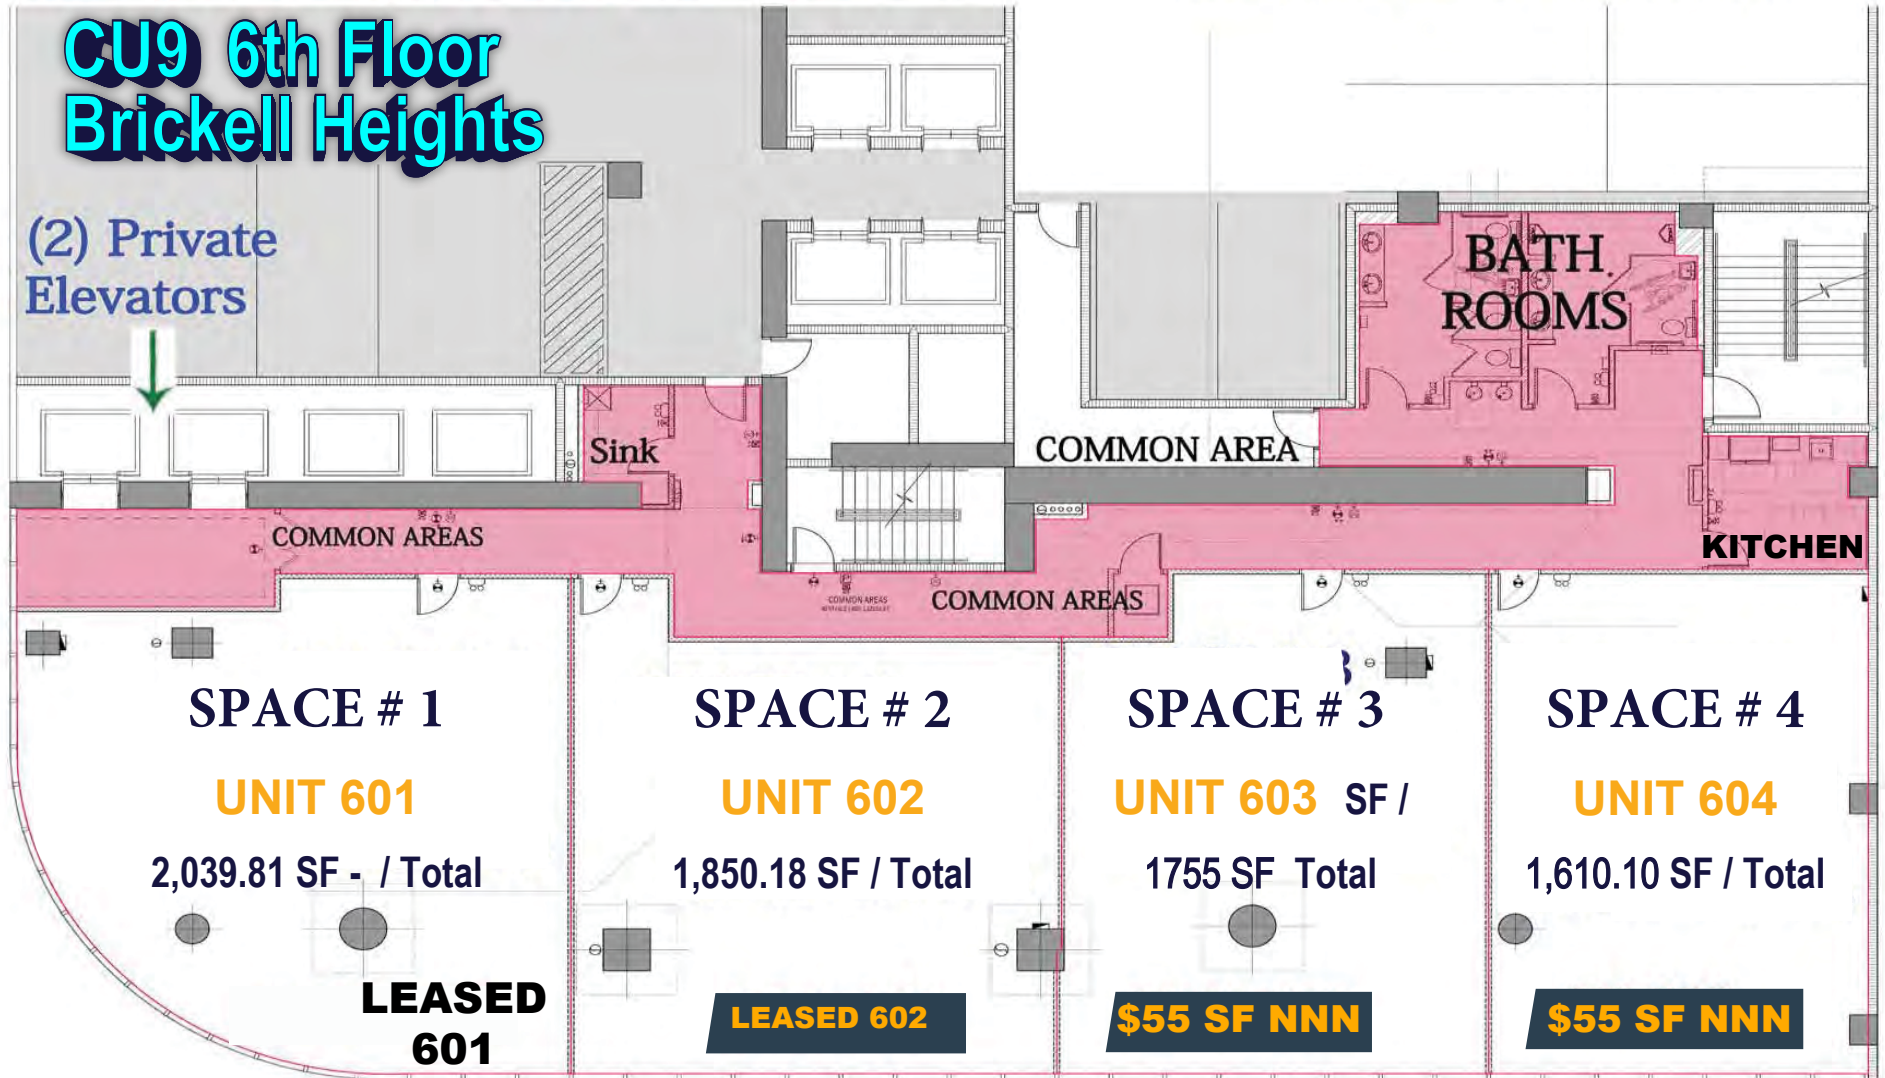 CU9 6th Floor
Brickell Heights
(2) Private
Elevators
BATH.
ROOMS
Sink
COMMON AREA
COMMON AREAS
KITCHEN
COMMON AREAS
COMMON AREAS
SPACE # 1
UNIT 601
2,039.81 SF - / Total
LEASED
601
SPACE # 2
UNIT 602
1,850.18 SF / Total
LEASED 602
SPACE # 3
UNIT 603 SF /
1755 SF Total
$55 SF NNN
SPACE # 4
UNIT 604
1,610.10 SF / Total
$55 SF NNN